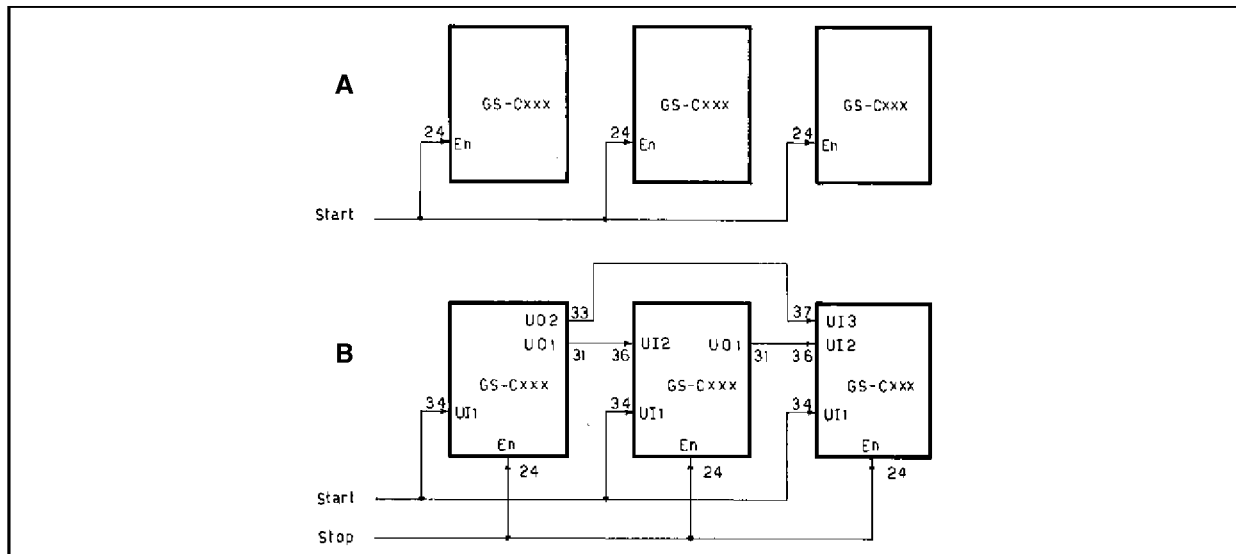 A
GS-Cxxx GS-Cxxx GS-Cxxx
24 24 24
En En En
Start
B
33 37
UO2 UI3
UO1 UI2 UO1 UI2
31 36 31 36
GS-Cxxx GS-Cxxx GS-Cxxx
34 34 34
UI1 UI1 UI1
En En En
24 24 24
Start
Stop